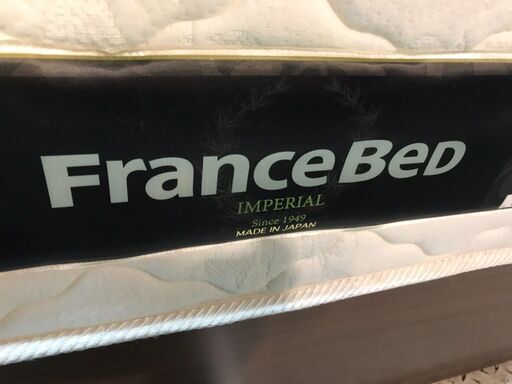 FranceBeD
IMPERIAL
Since 1949
MADE IN JAPAN